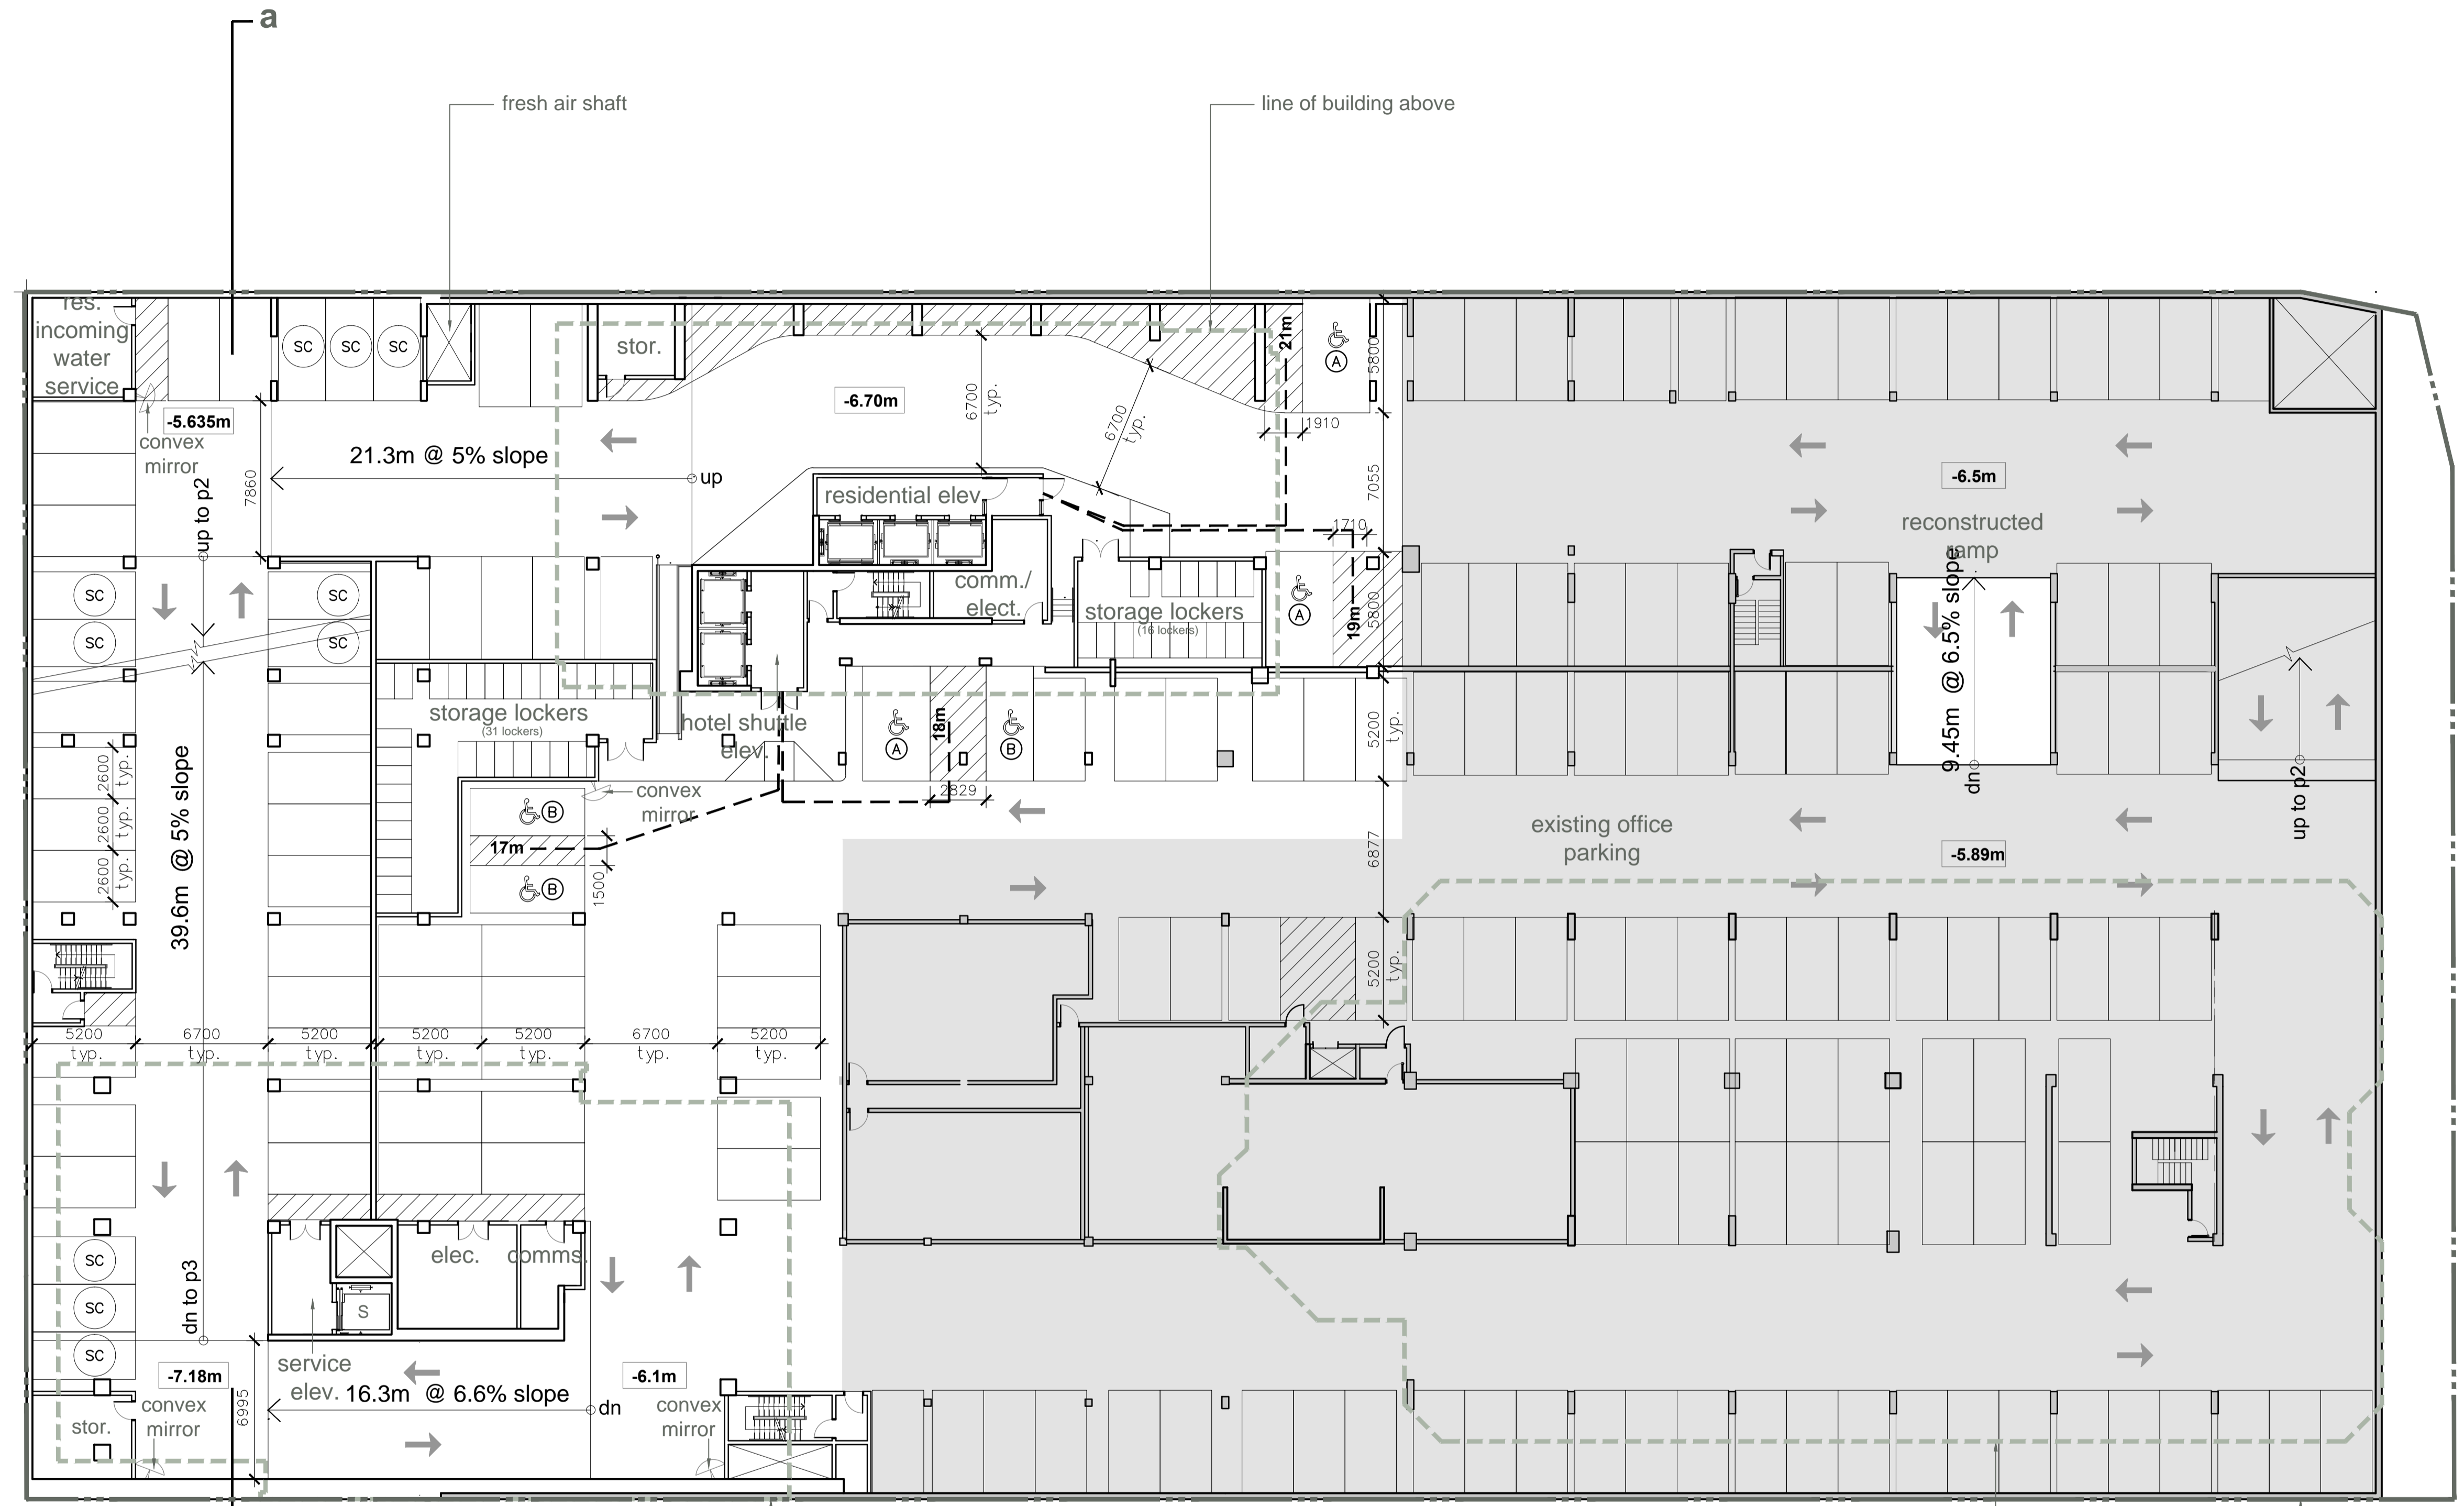 a
fresh air shaft
line of building above
res.
incoming
water
service
SC
SC
SC
stor.
21m
A
5800
-5.635m
convex
mirror
-6.70m
6700
typ.
6700
typ.
1910
21.3m @ 5% slope
up
up to p2
7860
7055
-6.5m
reconstructed
ramp
residential elev.
1710
SC
SC
SC
SC
comm./
elect.
storage lockers
(16 lockers)
A
19m
5800
9.45m @ 6.5% slope
dn
up to p2
storage lockers
(31 lockers)
hotel shuttle
elev.
A
18m
B
5200
typ.
2829
2600
typ.
2600
typ.
2600
typ.
39.6m @ 5% slope
convex
mirror
B
17m
B
1500
6877
existing office
parking
-5.89m
5200
typ.
5200
typ.
6700
typ.
5200
typ.
5200
typ.
5200
typ.
6700
typ.
5200
typ.
SC
SC
SC
dn to p3
elec.
comms.
S
service
elev.
-7.18m
16.3m @ 6.6% slope
dn
-6.1m
6995
stor.
convex
mirror
convex
mirror